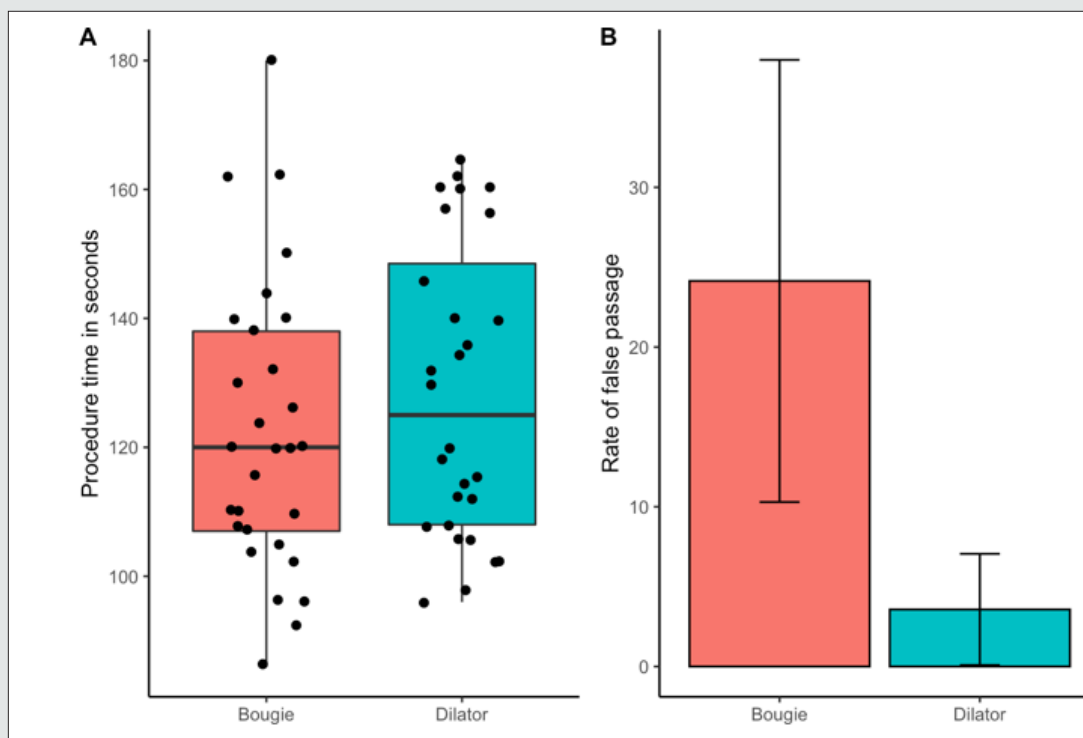 A
Procedure time in seconds
180
160
140
120
100
Bougie
Dilator
B
Rate of false passage
30
20
10
0
Bougie
Dilator